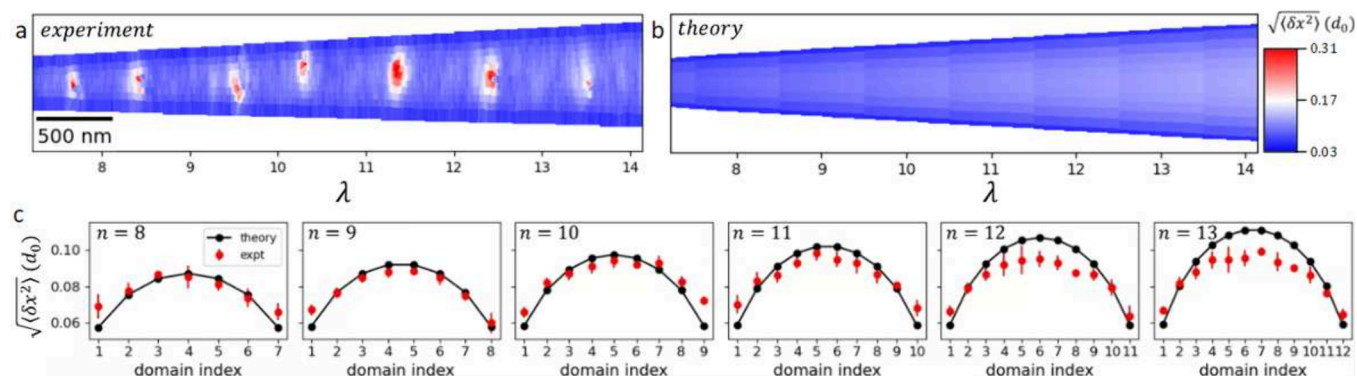 a experiment
500 nm
8 9 10 11 12 13 14
λ
b theory
8 9 10 11 12 13 14
λ
√⟨δx²⟩ (d₀)
0.31
0.17
0.03
c
√⟨δx²⟩ (d₀)
0.10
0.08
0.06
n = 8
theory
expt
1 2 3 4 5 6 7
domain index
n = 9
1 2 3 4 5 6 7 8
domain index
n = 10
1 2 3 4 5 6 7 8 9
domain index
n = 11
1 2 3 4 5 6 7 8 9 10
domain index
n = 12
1 2 3 4 5 6 7 8 9 10 11
domain index
n = 13
1 2 3 4 5 6 7 8 9 10 11 12
domain index